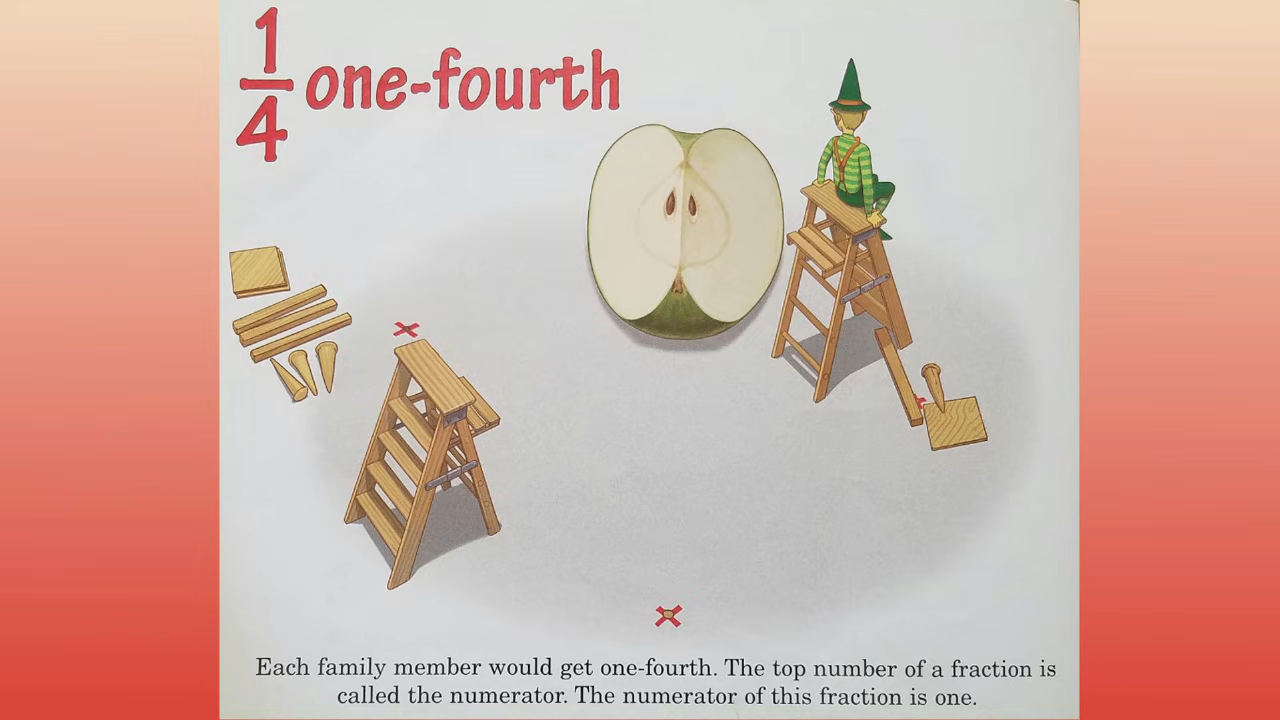 1
4
one-fourth
Each family member would get one-fourth. The top number of a fraction is
called the numerator. The numerator of this fraction is one.